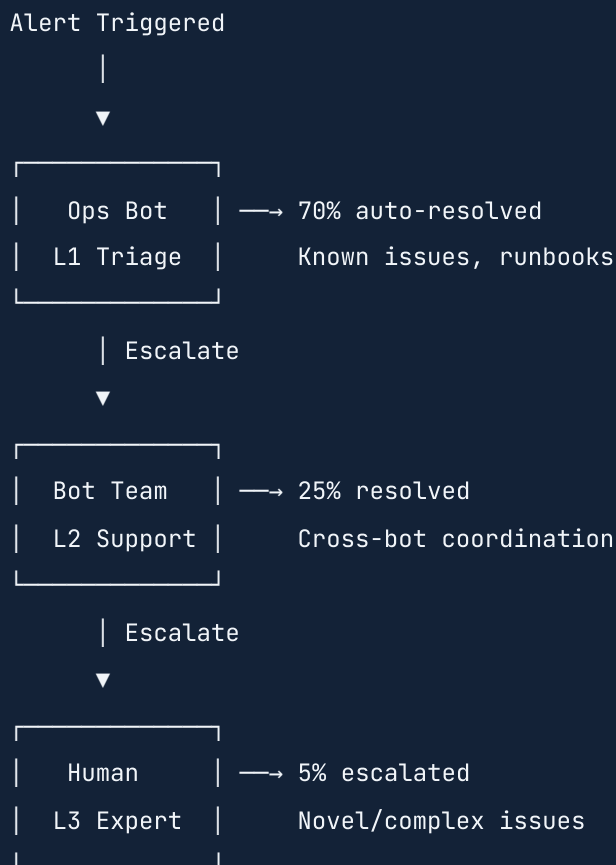 Alert Triggered
│
▼
┌──────────────┐
│   Ops Bot    │ ──→ 70% auto-resolved
│  L1 Triage   │     Known issues, runbooks
└──────────────┘
│ Escalate
▼
┌──────────────┐
│  Bot Team    │ ──→ 25% resolved
│  L2 Support  │     Cross-bot coordination
└──────────────┘
│ Escalate
▼
┌──────────────┐
│   Human      │ ──→ 5% escalated
│  L3 Expert   │     Novel/complex issues